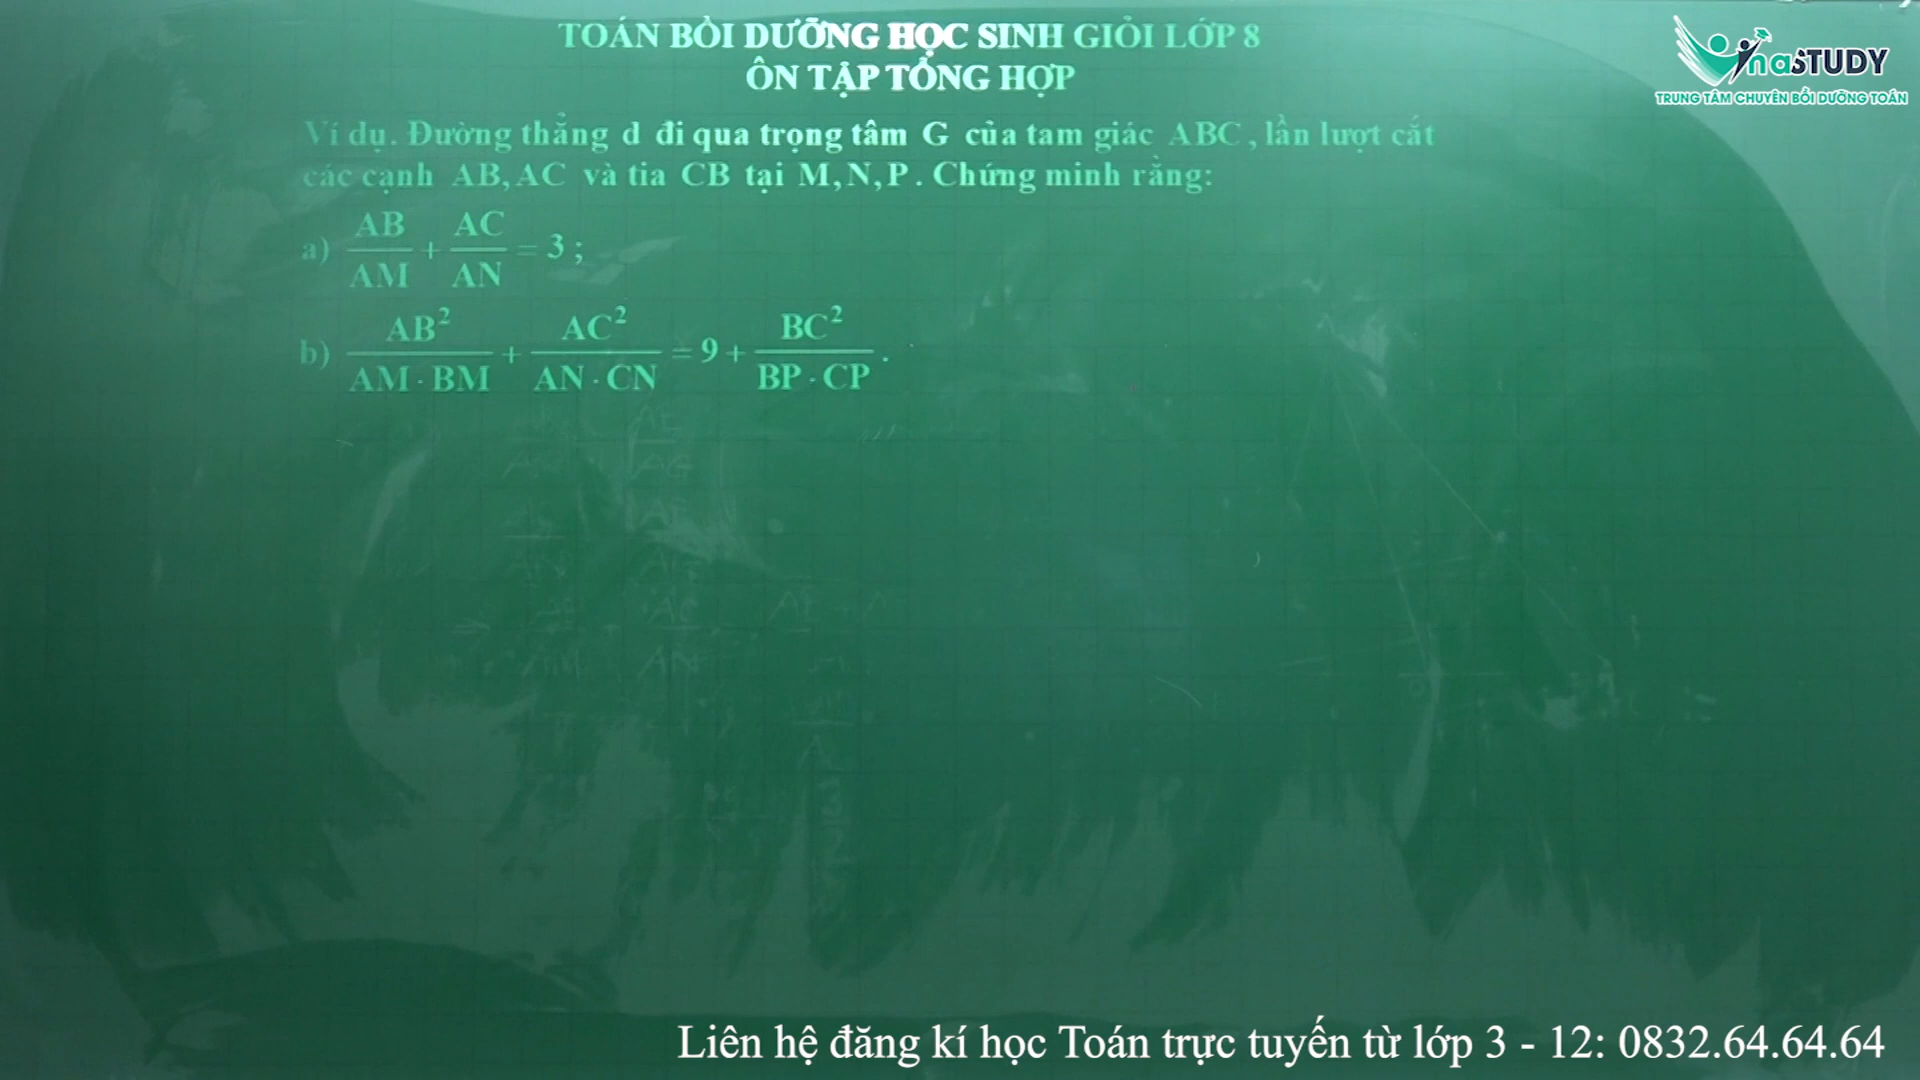 TOÁN BỒI DƯỠNG HỌC SINH GIỎI LỚP 8
ÔN TẬP TỔNG HỢP
VinaSTUDY
TRUNG TÂM CHUYÊN BỒI DƯỠNG TOÁN
Ví dụ. Đường thẳng d đi qua trọng tâm G của tam giác ABC, lần lượt cắt
các cạnh AB, AC và tia CB tại M, N, P. Chứng minh rằng:
a) AB/AM + AC/AN = 3;
b) AB²/(AM · BM) + AC²/(AN · CN) = 9 + BC²/(BP · CP).
Liên hệ đăng kí học Toán trực tuyến từ lớp 3 - 12: 0832.64.64.64